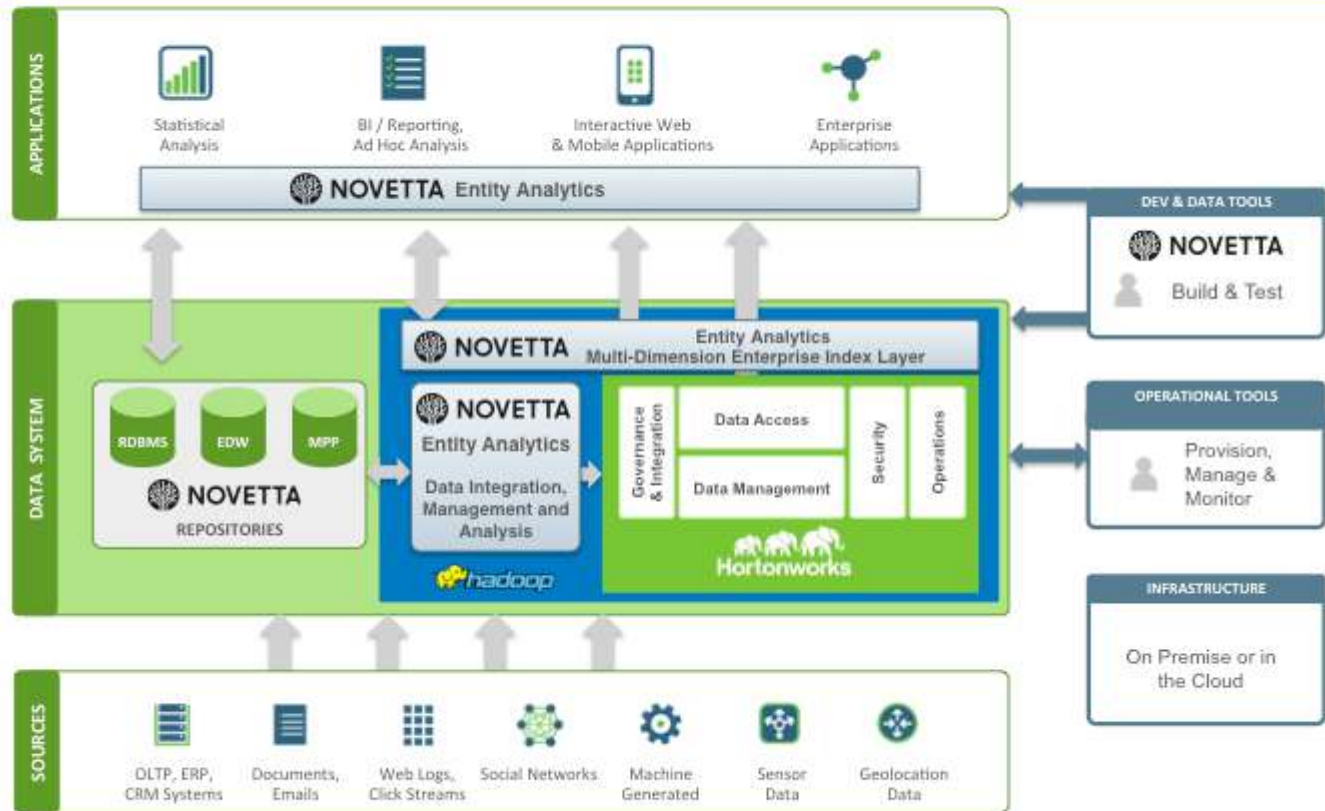 APPLICATIONS
Statistical
Analysis
BI / Reporting,
Ad Hoc Analysis
Interactive Web
& Mobile Applications
Enterprise
Applications
NOVETTA Entity Analytics
DEV & DATA TOOLS
NOVETTA
Build & Test
DATA SYSTEM
NOVETTA
Entity Analytics
Multi-Dimension Enterprise Index Layer
RDBMS
EDW
MPP
NOVETTA
REPOSITORIES
NOVETTA
Entity Analytics
Data Integration,
Management and
Analysis
hadoop
Governance
& Integration
Data Access
Data Management
Security
Operations
Hortonworks
OPERATIONAL TOOLS
Provision,
Manage &
Monitor
INFRASTRUCTURE
On Premise or in
the Cloud
SOURCES
OLTP, ERP,
CRM Systems
Documents,
Emails
Web Logs,
Click Streams
Social Networks
Machine
Generated
Sensor
Data
Geolocation
Data